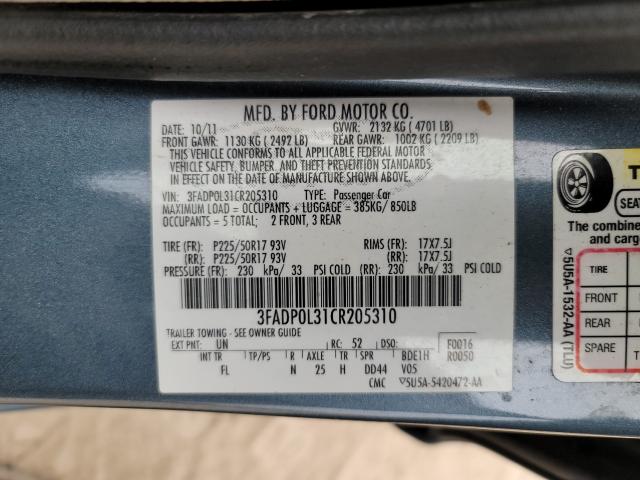 MFD. BY FORD MOTOR CO.
DATE: 10/11 GVWR: 2132 KG (4701 LB)
FRONT GAWR: 1130 KG (2492 LB) REAR GAWR: 1002 KG (2209 LB)
THIS VEHICLE CONFORMS TO ALL APPLICABLE FEDERAL MOTOR
VEHICLE SAFETY, BUMPER, AND THEFT PREVENTION STANDARDS
IN EFFECT ON THE DATE OF MANUFACTURE SHOWN ABOVE.
VIN: 3FADP0L31CR205310 TYPE: Passenger Car
MAXIMUM LOAD = OCCUPANTS + LUGGAGE = 385KG/850LB
OCCUPANTS = 5 TOTAL; 2 FRONT, 3 REAR
TIRE (FR): P225/50R17 93V RIMS (FR): 17X7.5J
(RR): P225/50R17 93V (RR): 17X7.5J
PRESSURE (FR): 230 kPa/ 33 PSI COLD (RR): 230 kPa/ 33 PSI COLD
3FADP0L31CR205310
TRAILER TOWING - SEE OWNER GUIDE
EXT PNT: UN RC: 52 DSO: F0016
INT TR TP/PS R AXLE TR SPR BDE1H R0050
FL N 25 H DD44 V05
CMC ▽5U5A-5420472-AA
▽5U5A-1532-AA (TLU)
T
SEA
The combine
and carg
TIRE
FRONT
REAR
SPARE T